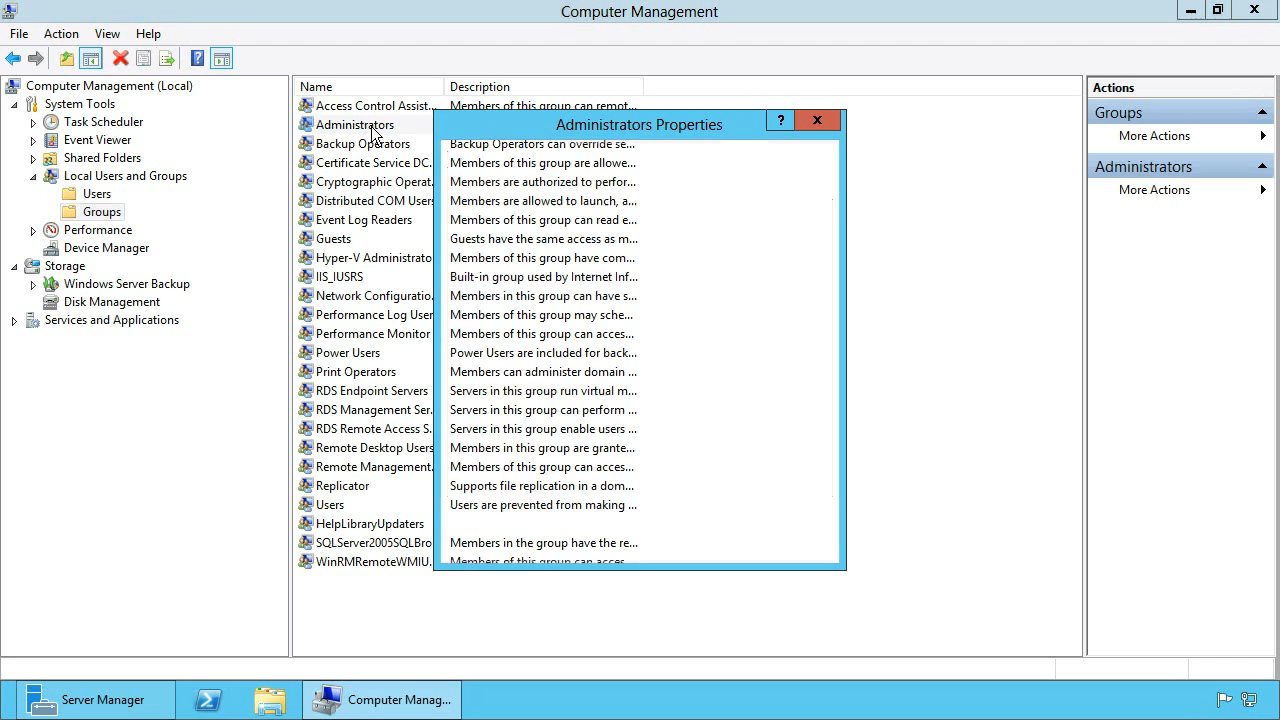 Computer Management
File Action View Help
Computer Management (Local)
System Tools
Task Scheduler
Event Viewer
Shared Folders
Local Users and Groups
Users
Groups
Performance
Device Manager
Storage
Windows Server Backup
Disk Management
Services and Applications
Name Description
Access Control Assist... Members of this group can remot...
Administrators
Backup Operators Backup Operators can override se...
Certificate Service DC. Members of this group are allowe...
Cryptographic Operat. Members are authorized to perfor...
Distributed COM Users Members are allowed to launch, a...
Event Log Readers Members of this group can read e...
Guests Guests have the same access as m...
Hyper-V Administrato Members of this group have com...
IIS_IUSRS Built-in group used by Internet Inf...
Network Configuratio. Members in this group can have s...
Performance Log User Members of this group may sche...
Performance Monitor Members of this group can acces...
Power Users Power Users are included for back...
Print Operators Members can administer domain ...
RDS Endpoint Servers Servers in this group run virtual m...
RDS Management Ser. Servers in this group can perform ...
RDS Remote Access S. Servers in this group enable users ...
Remote Desktop Users Members in this group are grante...
Remote Management. Members of this group can acces...
Replicator Supports file replication in a dom...
Users Users are prevented from making ...
HelpLibraryUpdaters
SQLServer2005SQLBro Members in the group have the re...
WinRMRemoteWMIU. Members of this group can acces...
Administrators Properties
? x
Actions
Groups
More Actions
Administrators
More Actions
Server Manager
Computer Manag...